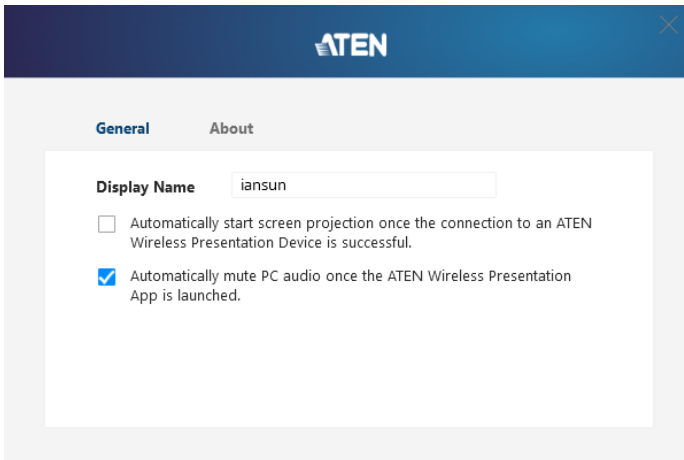 ATEN
General About
Display Name iansun
Automatically start screen projection once the connection to an ATEN
Wireless Presentation Device is successful.
Automatically mute PC audio once the ATEN Wireless Presentation
App is launched.